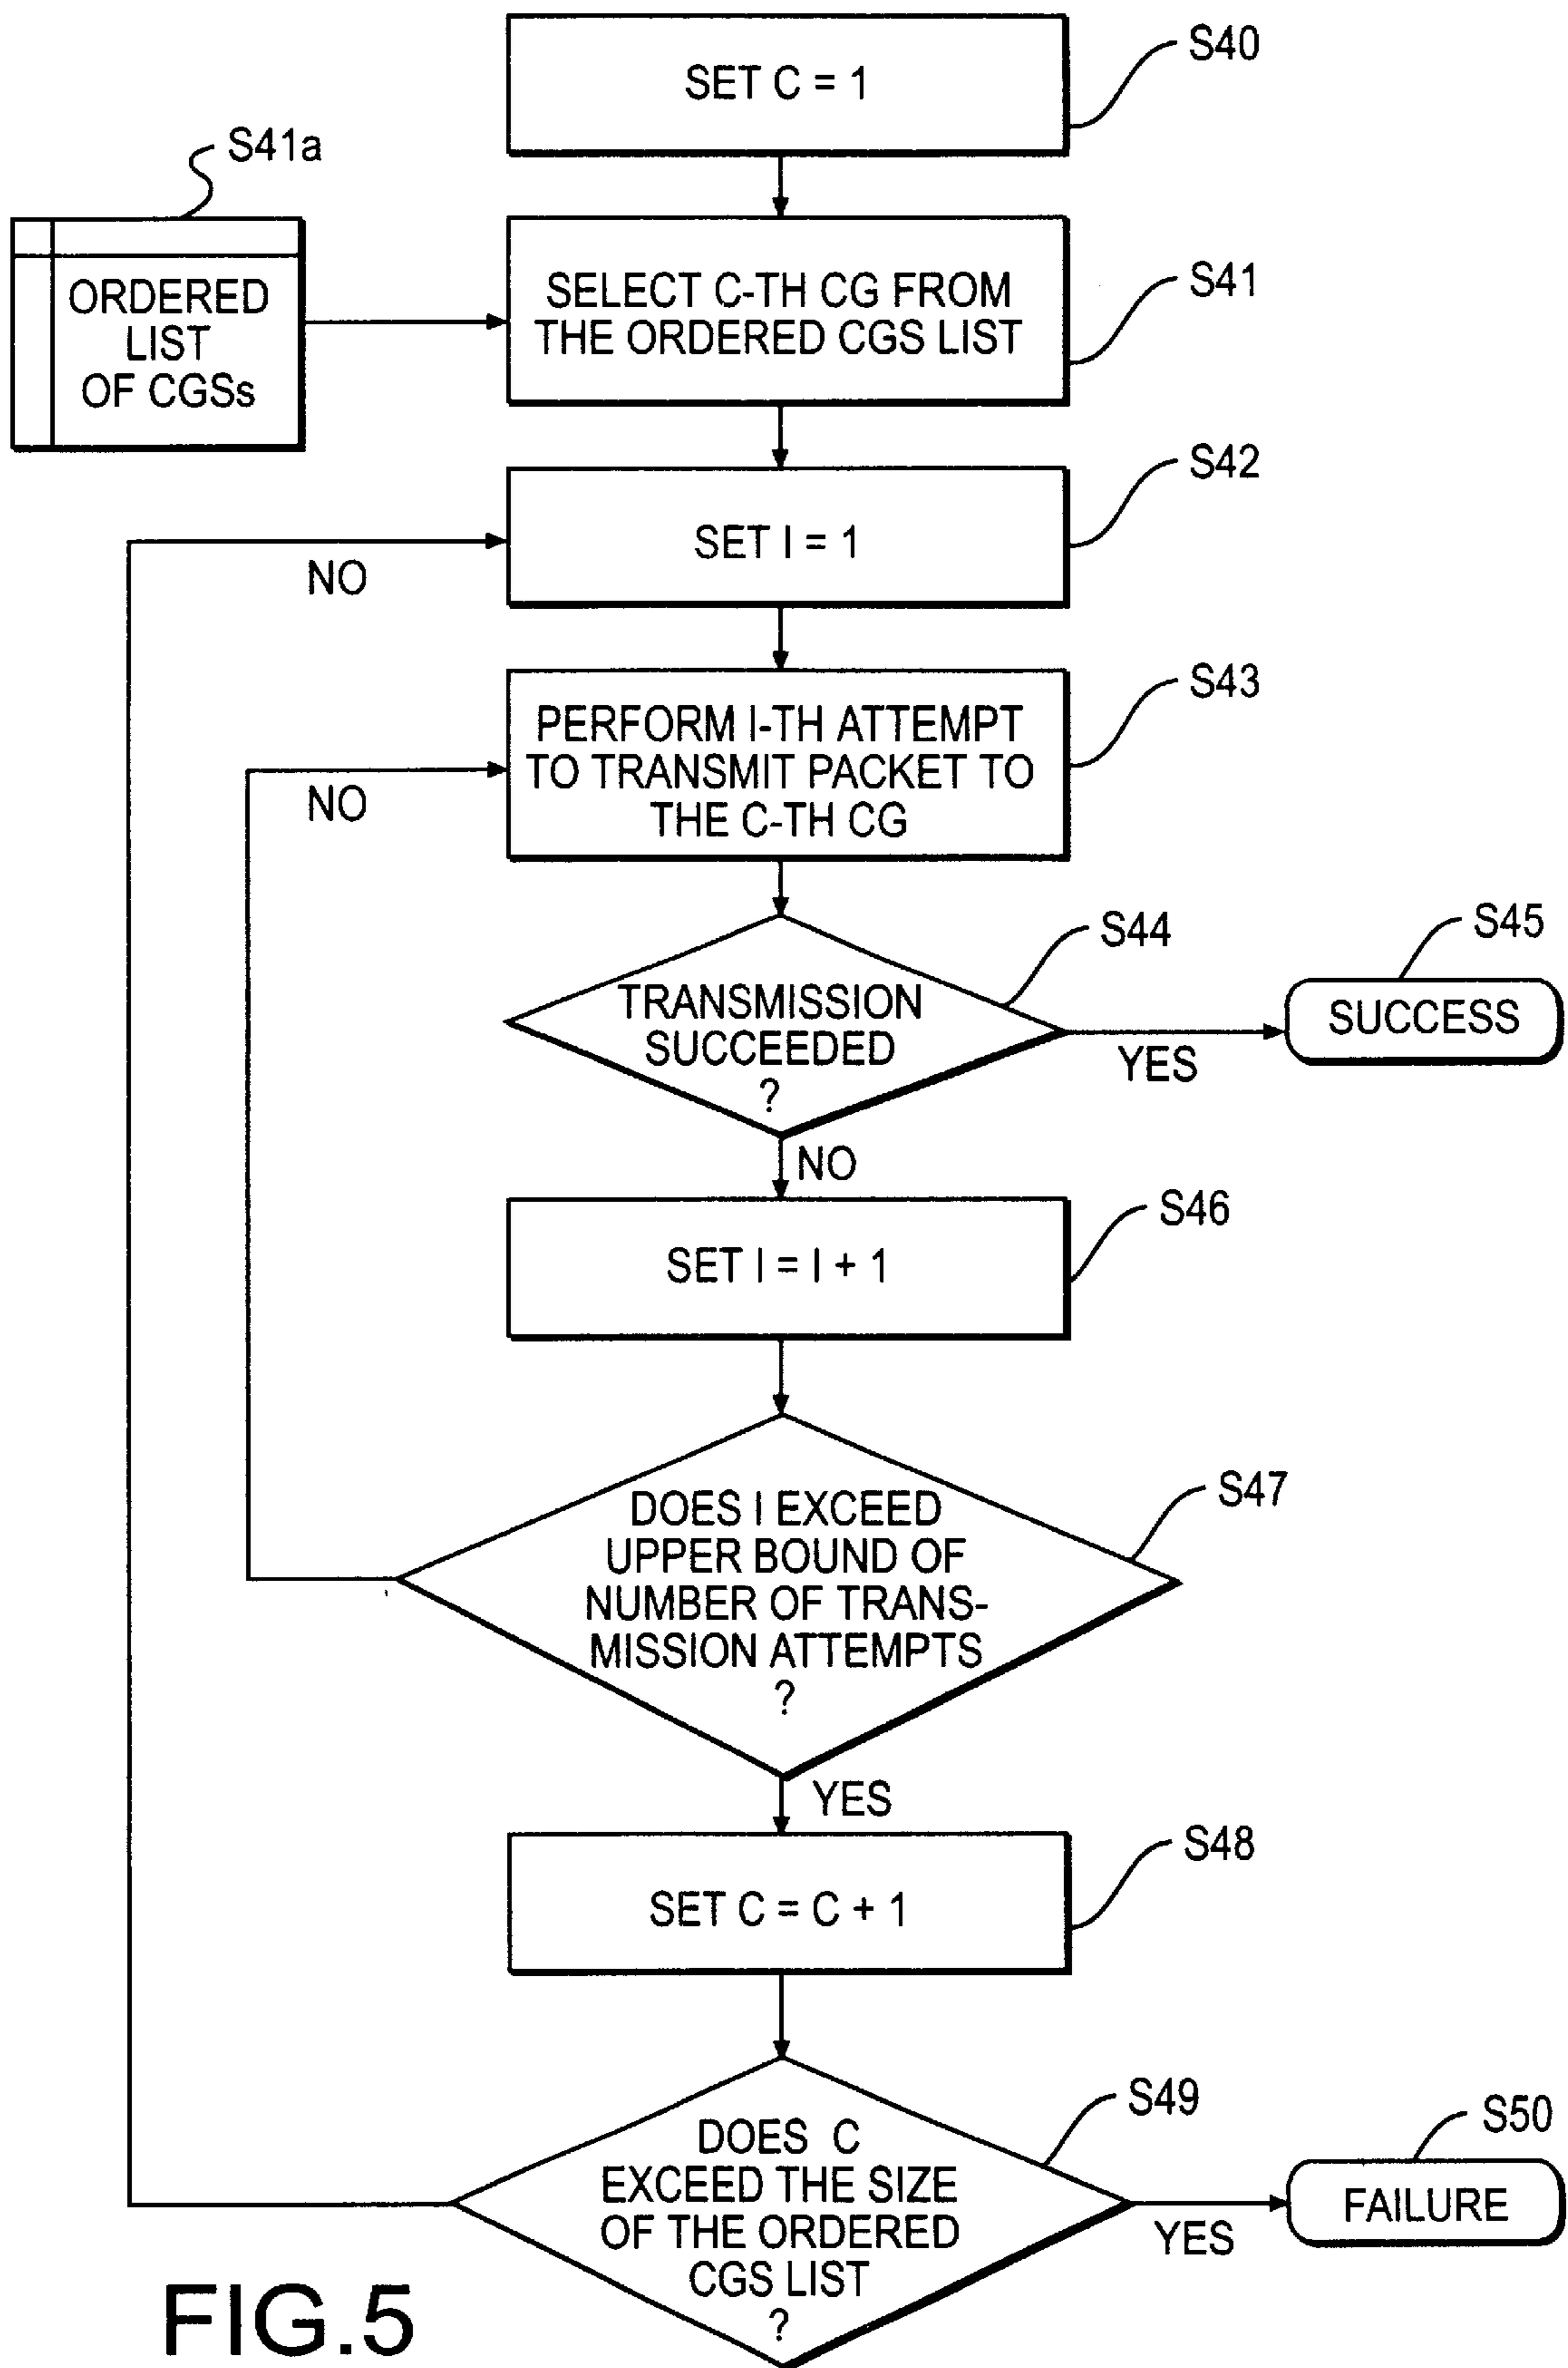 SET C = 1
S40
S41a
ORDERED
LIST
OF CGSs
SELECT C-TH CG FROM
THE ORDERED CGS LIST
S41
SET I = 1
S42
NO
PERFORM I-TH ATTEMPT
TO TRANSMIT PACKET TO
THE C-TH CG
S43
NO
TRANSMISSION
SUCCEEDED
?
S44
YES
SUCCESS
S45
NO
SET I = I + 1
S46
DOES I EXCEED
UPPER BOUND OF
NUMBER OF TRANS-
MISSION ATTEMPTS
?
S47
YES
SET C = C + 1
S48
DOES C
EXCEED THE SIZE
OF THE ORDERED
CGS LIST
?
S49
YES
FAILURE
S50
FIG.5